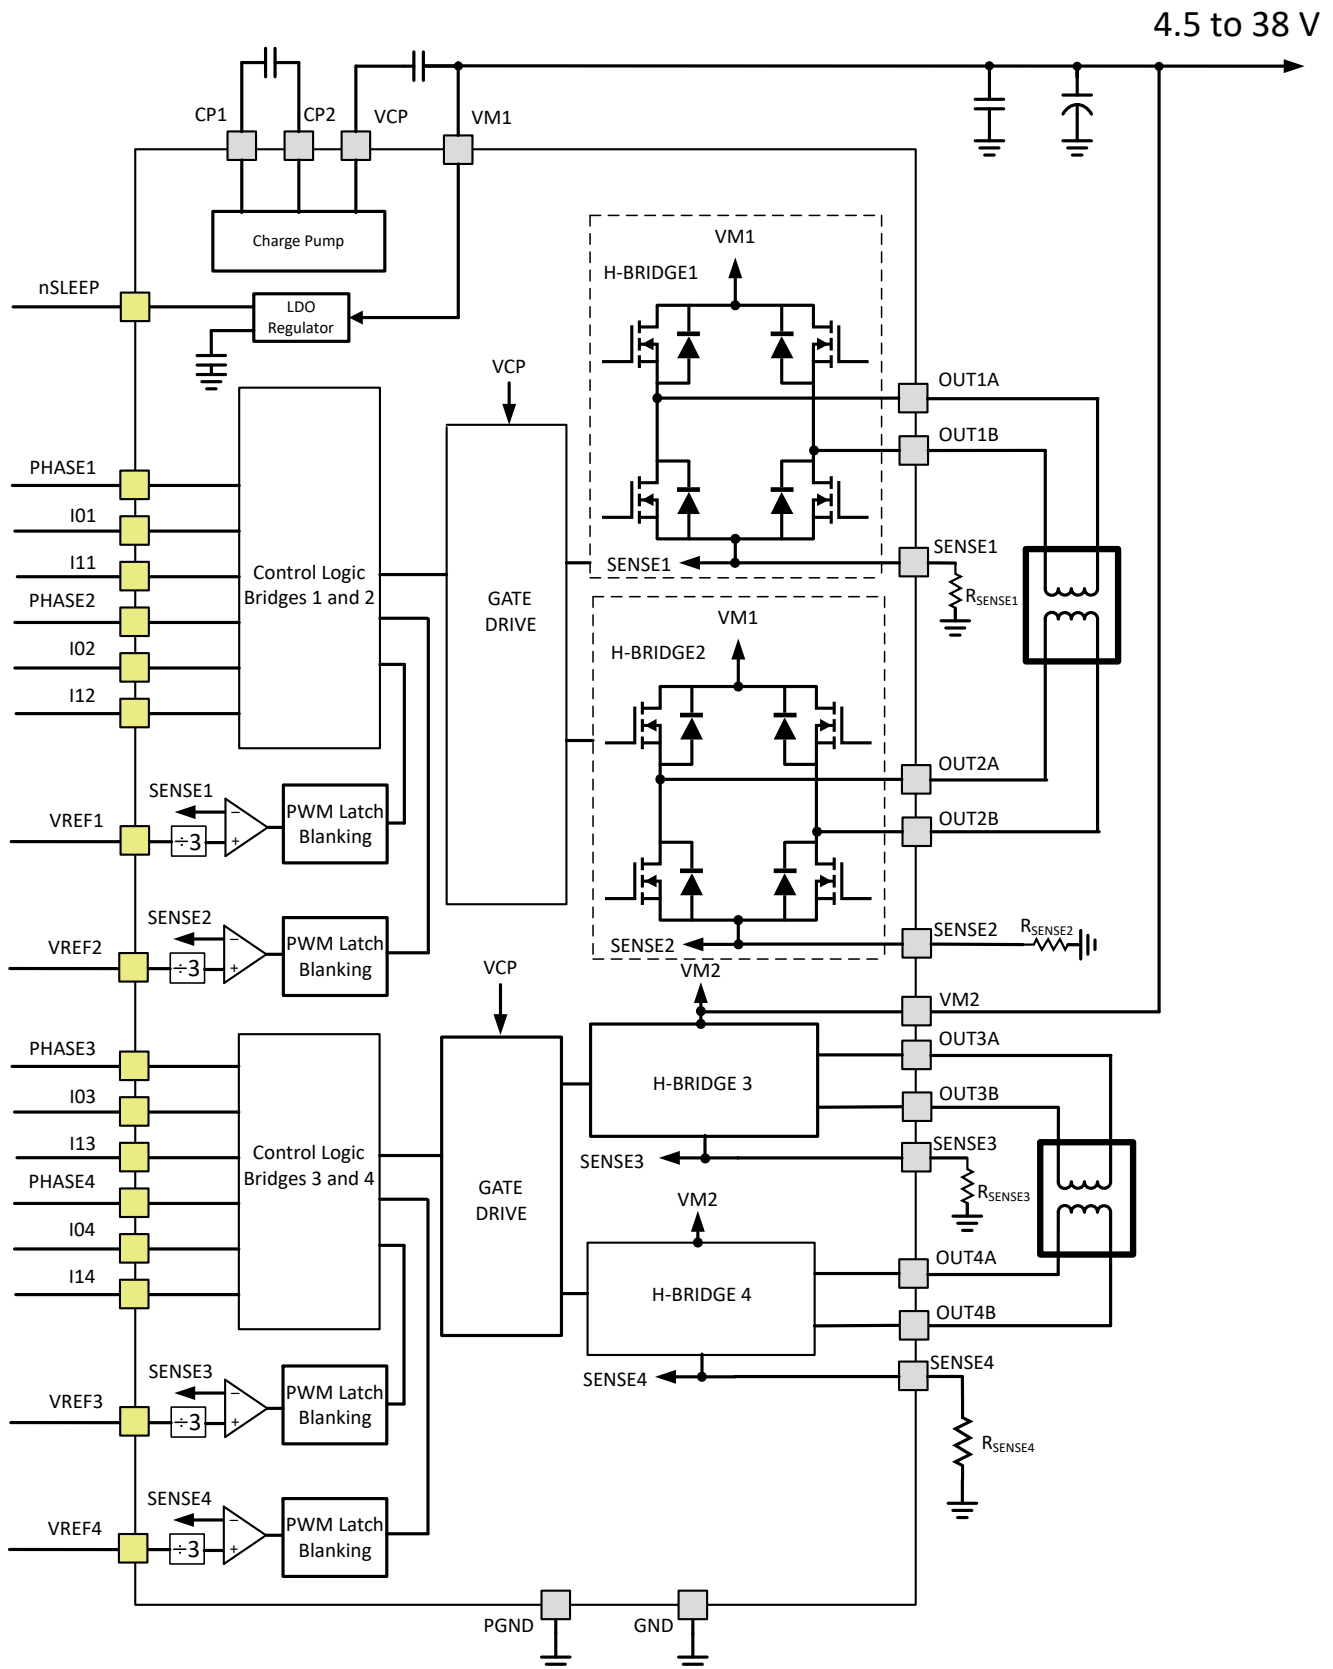 4.5 to 38 V
CP1
CP2
VCP
VM1
Charge Pump
nSLEEP
LDO
Regulator
VM1
H-BRIDGE1
VCP
OUT1A
OUT1B
PHASE1
I01
I11
PHASE2
I02
I12
Control Logic
Bridges 1 and 2
GATE
DRIVE
SENSE1
SENSE1
RSENSE1
VM1
H-BRIDGE2
OUT2A
OUT2B
SENSE1
VREF1
÷3
−
+
PWM Latch
Blanking
SENSE2
VREF2
÷3
−
+
PWM Latch
Blanking
SENSE2
SENSE2
RSENSE2
VCP
VM2
VM2
PHASE3
I03
I13
PHASE4
I04
I14
Control Logic
Bridges 3 and 4
GATE
DRIVE
H-BRIDGE 3
OUT3A
OUT3B
SENSE3
SENSE3
RSENSE3
VM2
H-BRIDGE 4
OUT4A
OUT4B
SENSE4
SENSE4
RSENSE4
SENSE3
VREF3
÷3
−
+
PWM Latch
Blanking
SENSE4
VREF4
÷3
−
+
PWM Latch
Blanking
PGND
GND